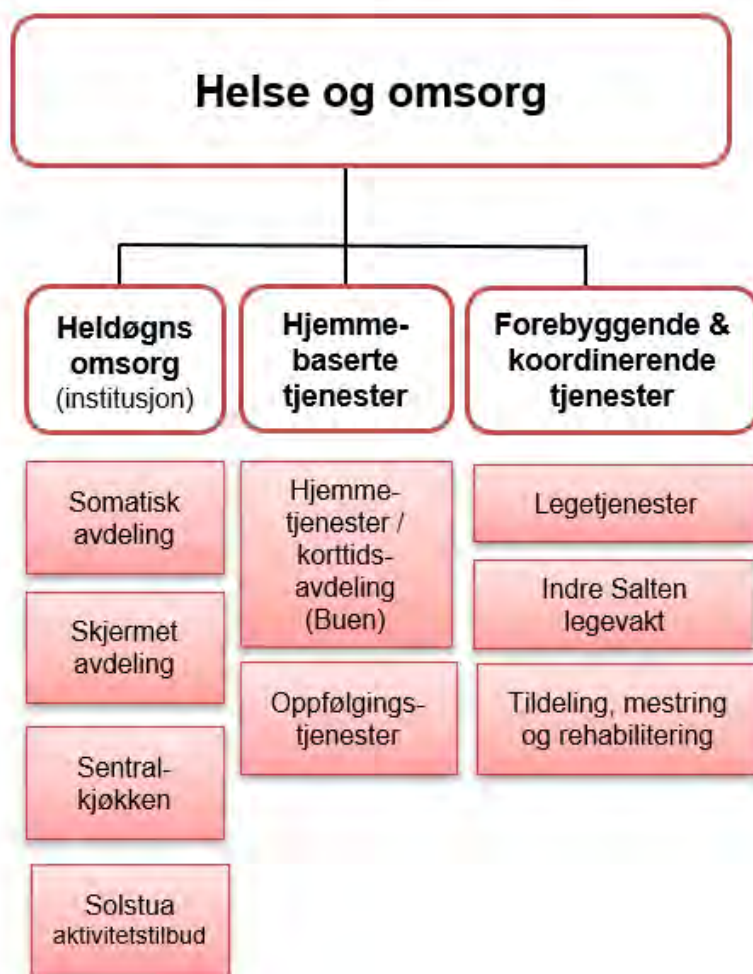 Helse og omsorg
Heldøgns
omsorg
(institusjon)
Somatisk
avdeling
Skjermet
avdeling
Sentral-
kjøkken
Solstua
aktivitetstilbud
Hjemme-
baserte
tjenester
Hjemme-
tjenester /
korttids-
avdeling
(Buen)
Oppfølgings-
tjenester
Forebyggende &
koordinerende
tjenester
Legetjenester
Indre Salten
legevakt
Tildeling, mestring
og rehabilitering